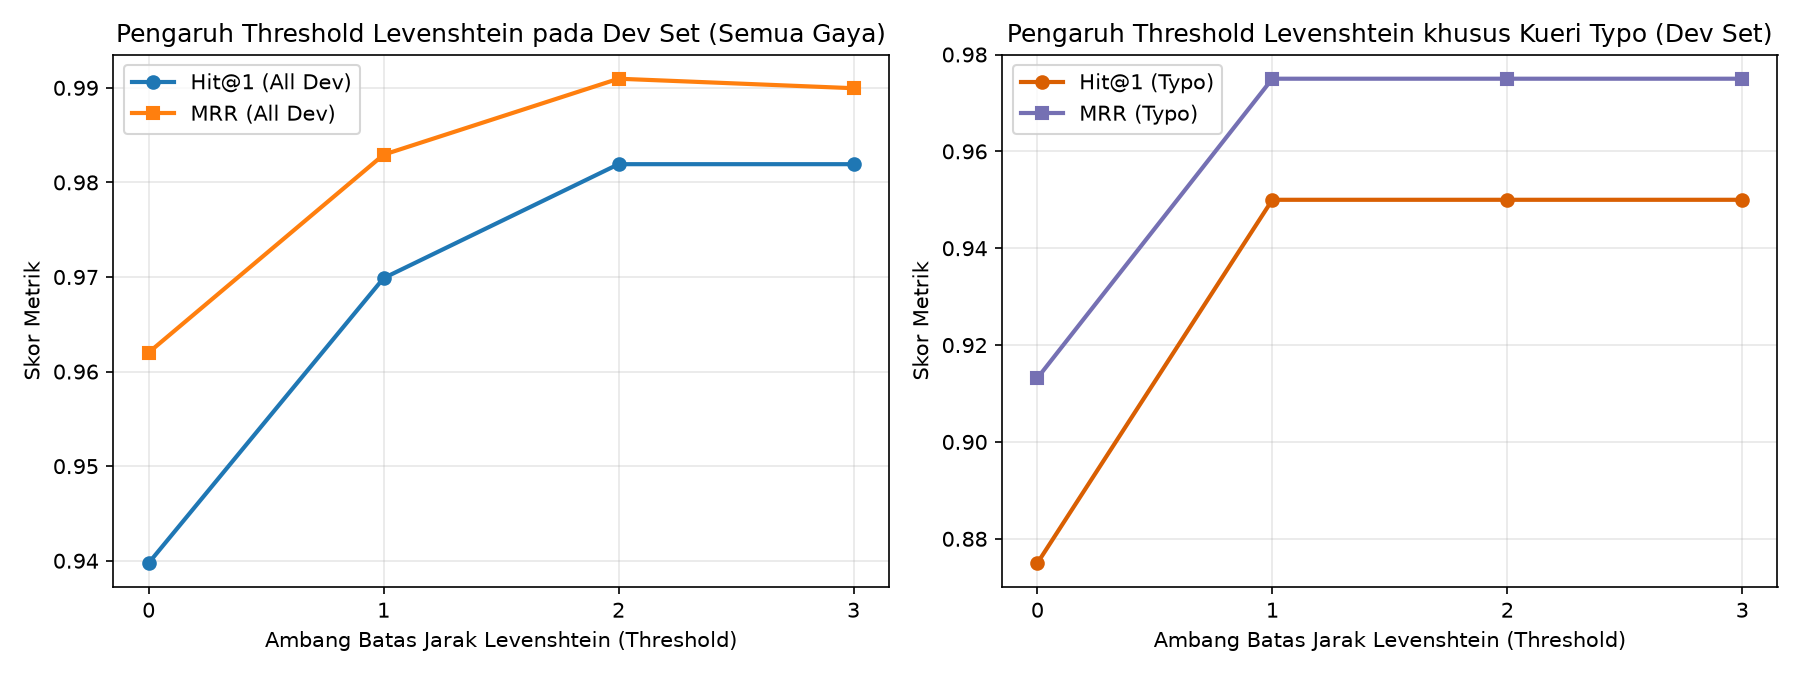 Pengaruh Threshold Levenshtein pada Dev Set (Semua Gaya)
Hit@1 (All Dev)
MRR (All Dev)
Skor Metrik
0.99
0.98
0.97
0.96
0.95
0.94
0
1
2
3
Ambang Batas Jarak Levenshtein (Threshold)
Pengaruh Threshold Levenshtein khusus Kueri Typo (Dev Set)
Hit@1 (Typo)
MRR (Typo)
Skor Metrik
0.98
0.96
0.94
0.92
0.90
0.88
0
1
2
3
Ambang Batas Jarak Levenshtein (Threshold)